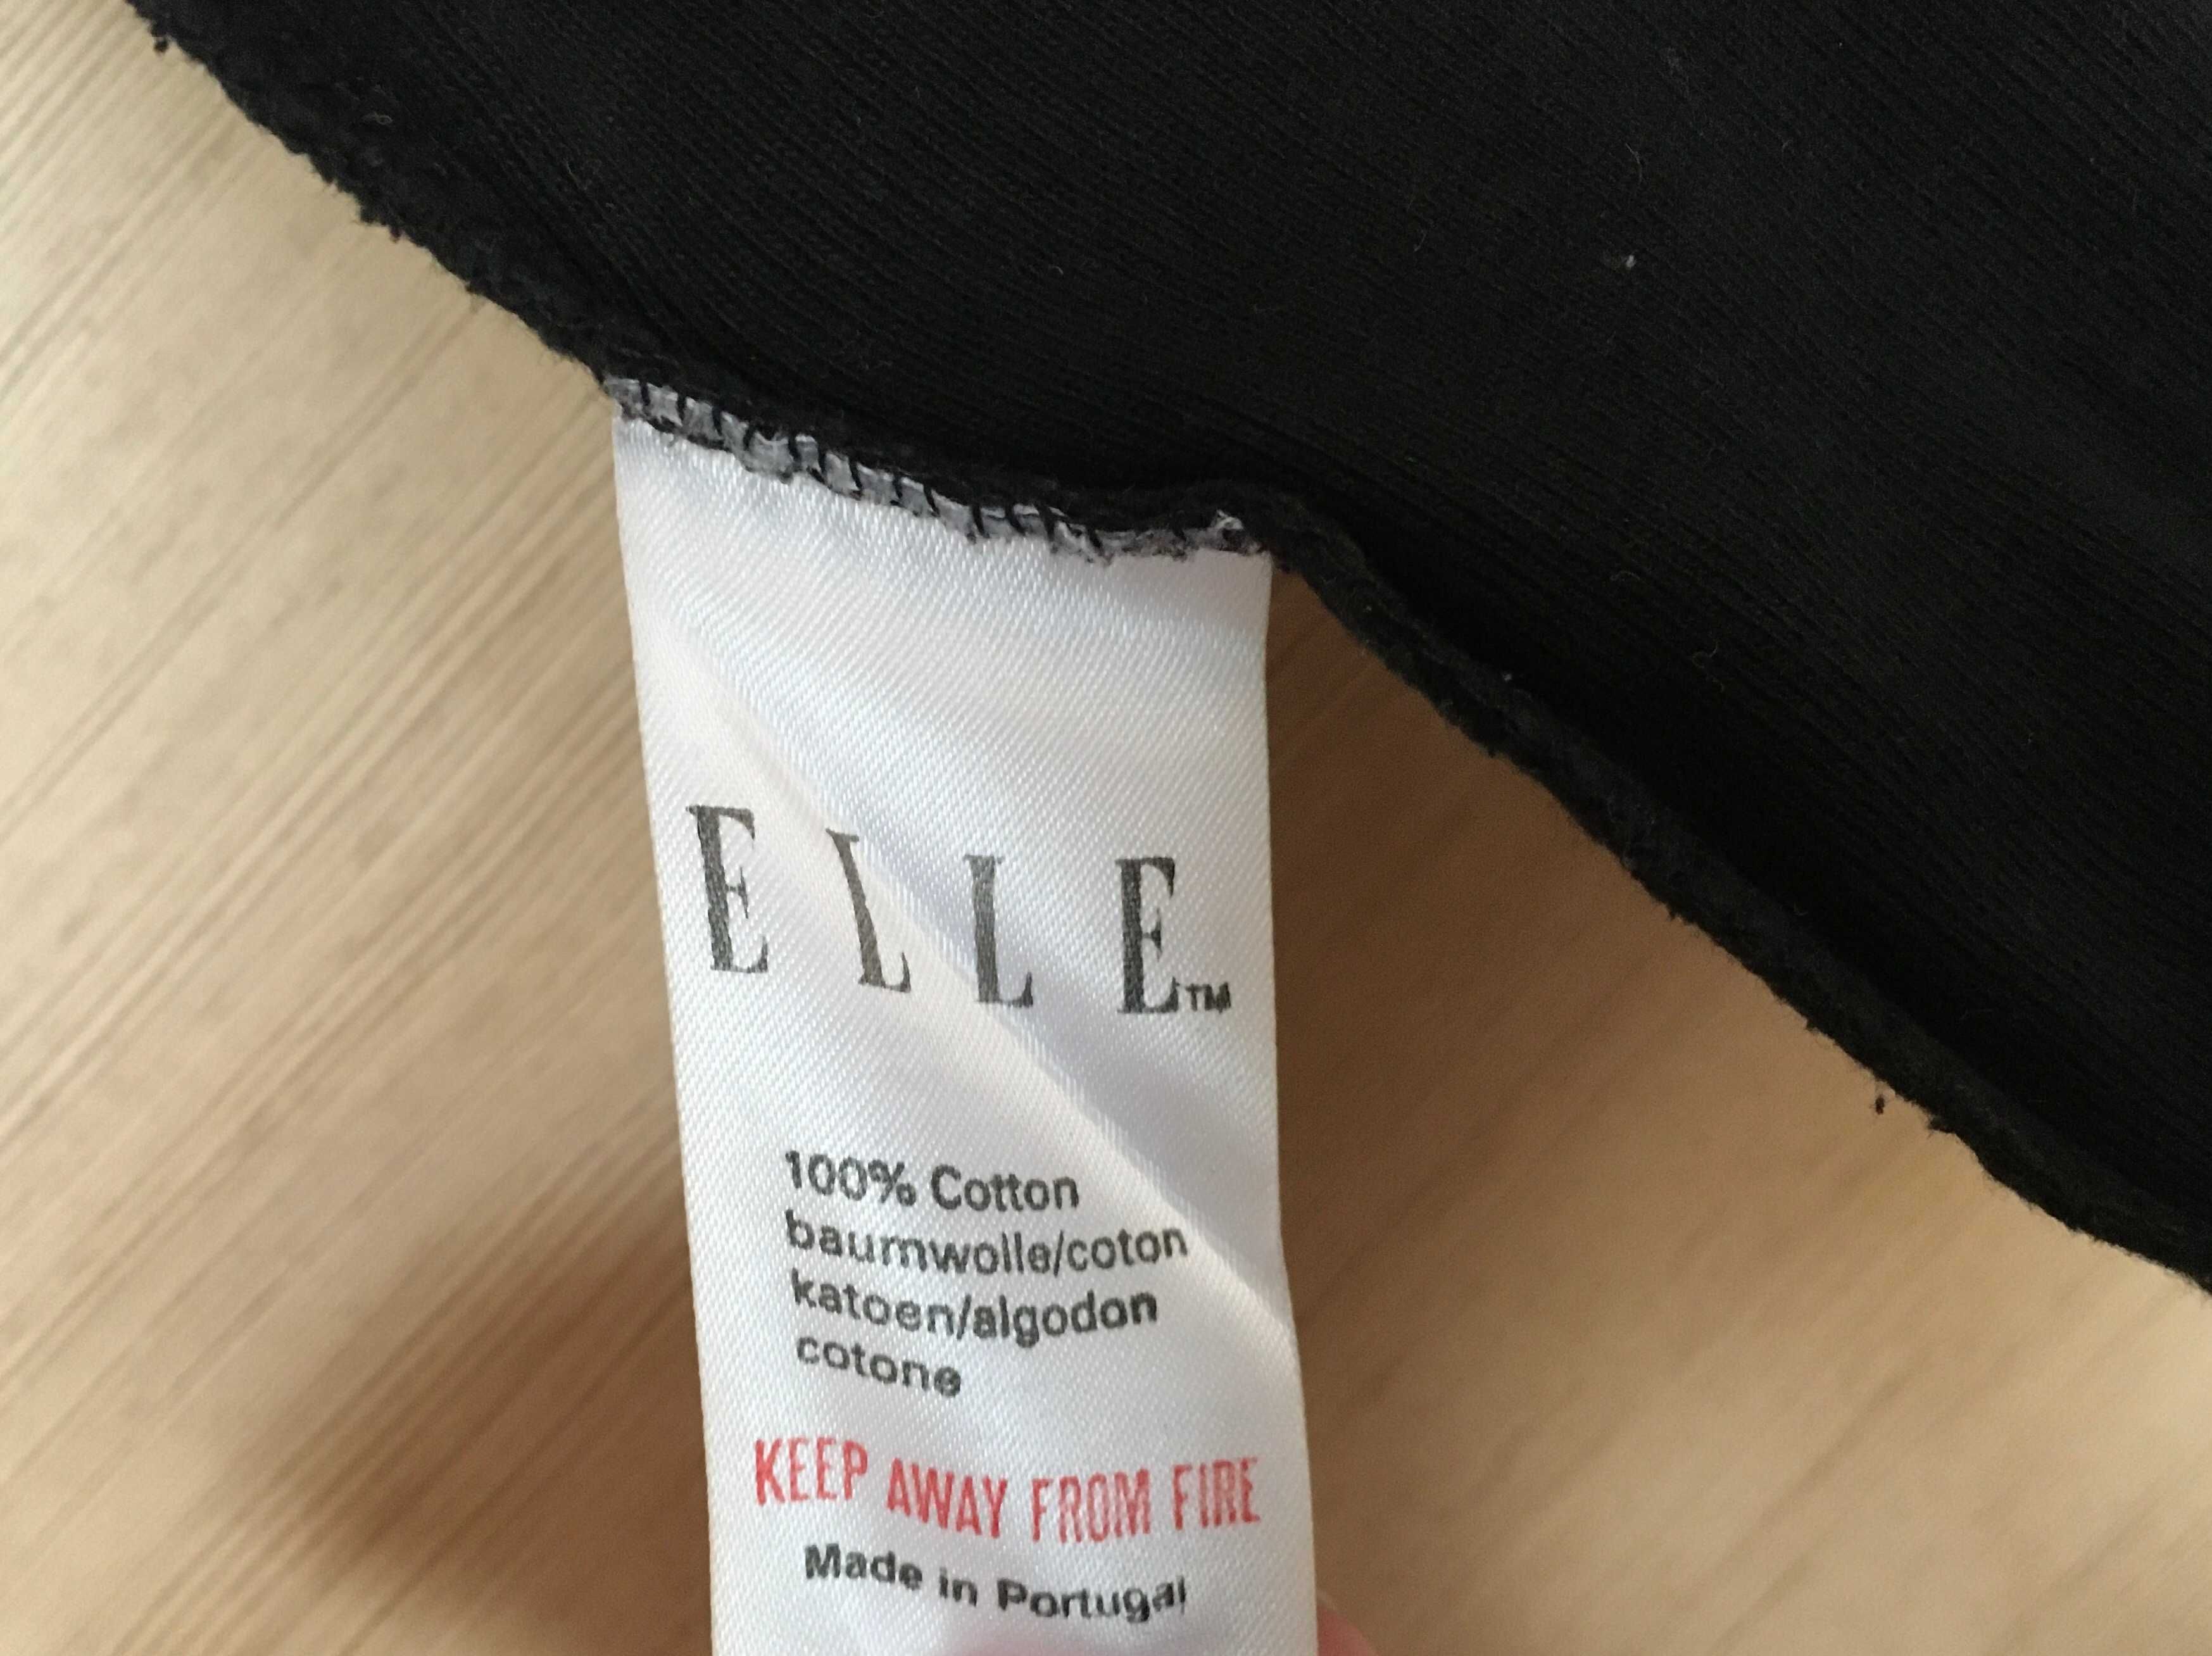 ELLE™
100% Cotton
baumwolle/coton
katoen/algodon
cotone
KEEP AWAY FROM FIRE
Made in Portugal